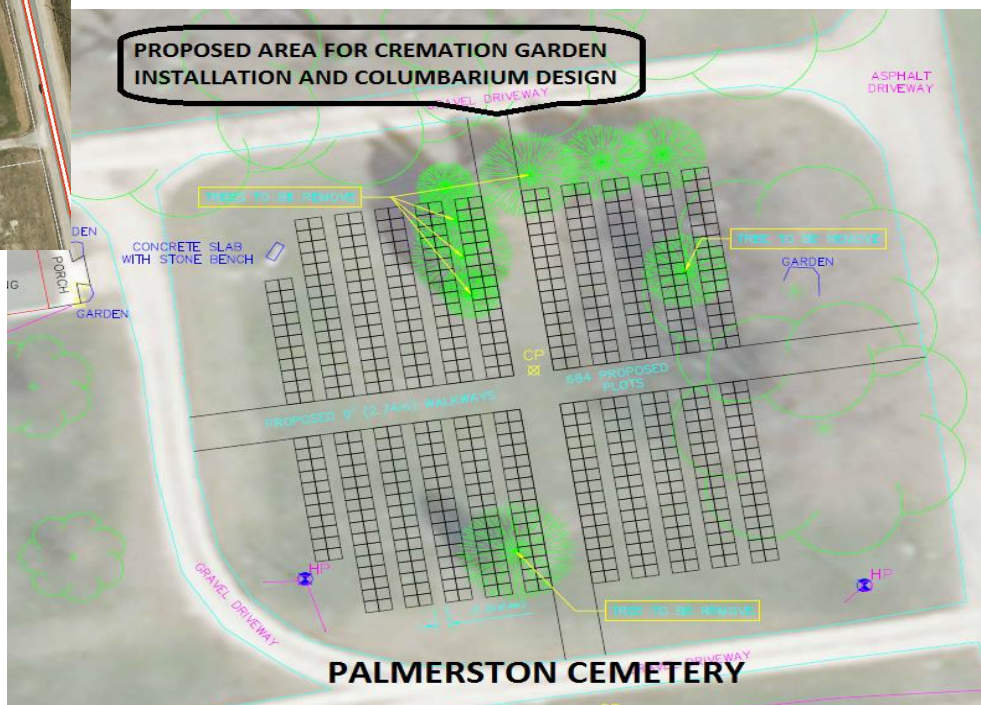 PROPOSED AREA FOR CREMATION GARDEN
INSTALLATION AND COLUMBARIUM DESIGN
GRAVEL DRIVEWAY
ASPHALT
DRIVEWAY
TREES TO BE REMOVE
DEN
CONCRETE SLAB
WITH STONE BENCH
TREE TO BE REMOVE
GARDEN
NG
PORCH
GARDEN
CP
884 PROPOSED
PLOTS
PROPOSED 9' (2.74m) WALKWAYS
HP
HP
GRAVEL DRIVEWAY
TREE TO BE REMOVE
DRIVEWAY
PALMERSTON CEMETERY